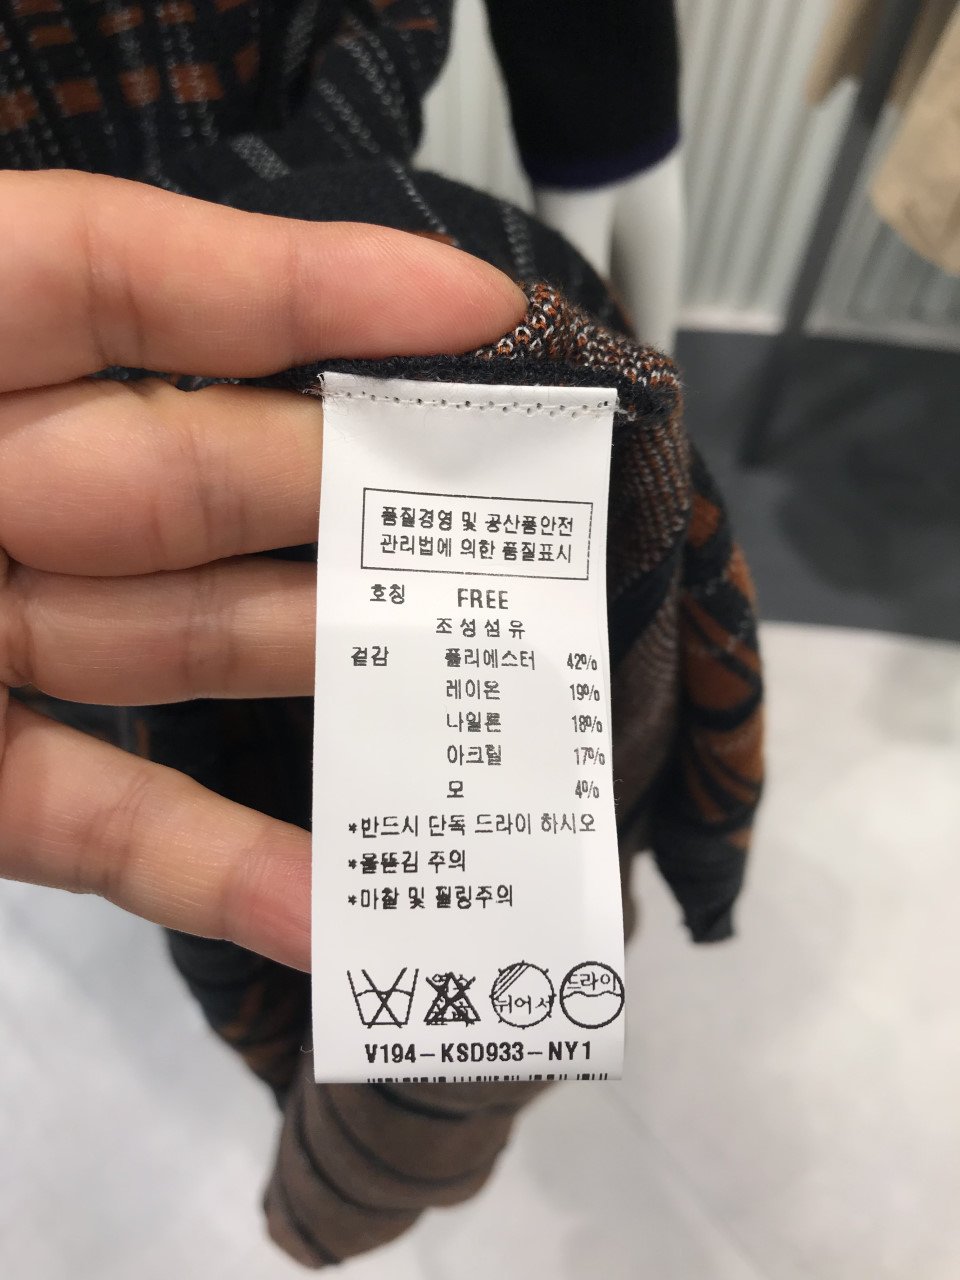 품질경영 및 공산품안전
관리법에 의한 품질표시
호칭 FREE
조성섬유
겉감 폴리에스터 42%
레이온 19%
나일론 18%
아크릴 17%
모 4%
*반드시 단독 드라이 하시오
*올뜯김 주의
*마찰 및 필링주의
뉘어서 드라이
V194-KSD933-NY1